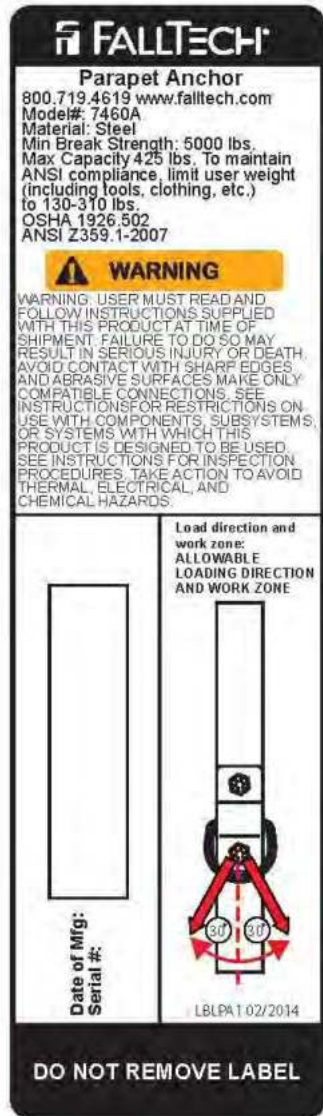 FALLTECH
Parapet Anchor
800.719.4619 www.falltech.com
Model#: 7460A
Material: Steel
Min Break Strength: 5000 lbs.
Max Capacity 425 lbs. To maintain
ANSI compliance, limit user weight
(including tools, clothing, etc.)
to 130-310 lbs.
OSHA 1926.502
ANSI Z359.1-2007
WARNING
WARNING: USER MUST READ AND
FOLLOW INSTRUCTIONS SUPPLIED
WITH THIS PRODUCT AT TIME OF
SHIPMENT. FAILURE TO DO SO MAY
RESULT IN SERIOUS INJURY OR DEATH.
AVOID CONTACT WITH SHARP EDGES
AND ABRASIVE SURFACES MAKE ONLY
COMPATIBLE CONNECTIONS. SEE
INSTRUCTIONSFOR RESTRICTIONS ON
USE WITH COMPONENTS, SUBSYSTEMS,
OR SYSTEMS WITH WHICH THIS
PRODUCT IS DESIGNED TO BE USED.
SEE INSTRUCTIONS FOR INSPECTION
PROCEDURES. TAKE ACTION TO AVOID
THERMAL, ELECTRICAL, AND
CHEMICAL HAZARDS.
Date of Mfg:
Serial #:
Load direction and
work zone:
ALLOWABLE
LOADING DIRECTION
AND WORK ZONE
30° 30°
LBLPA1 02/2014
DO NOT REMOVE LABEL